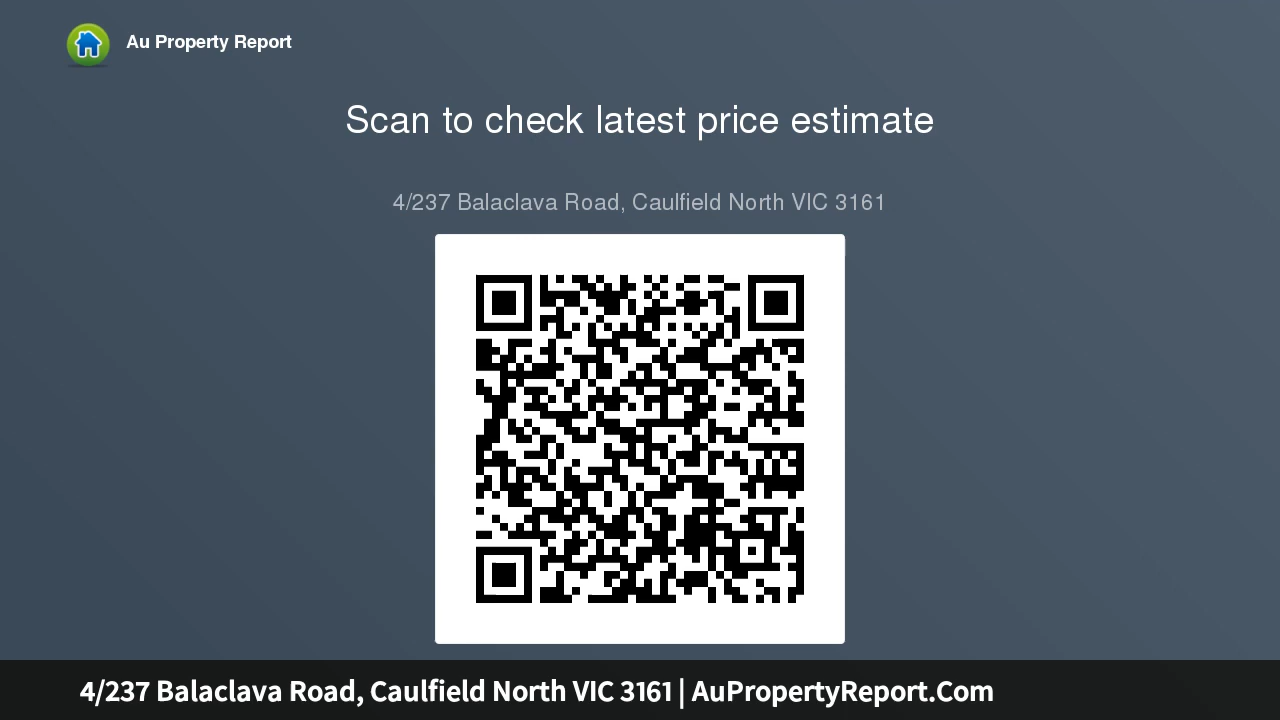 Au Property Report
Scan to check latest price estimate
4/237 Balaclava Road, Caulfield North VIC 3161
4/237 Balaclava Road, Caulfield North VIC 3161 | AuPropertyReport.Com